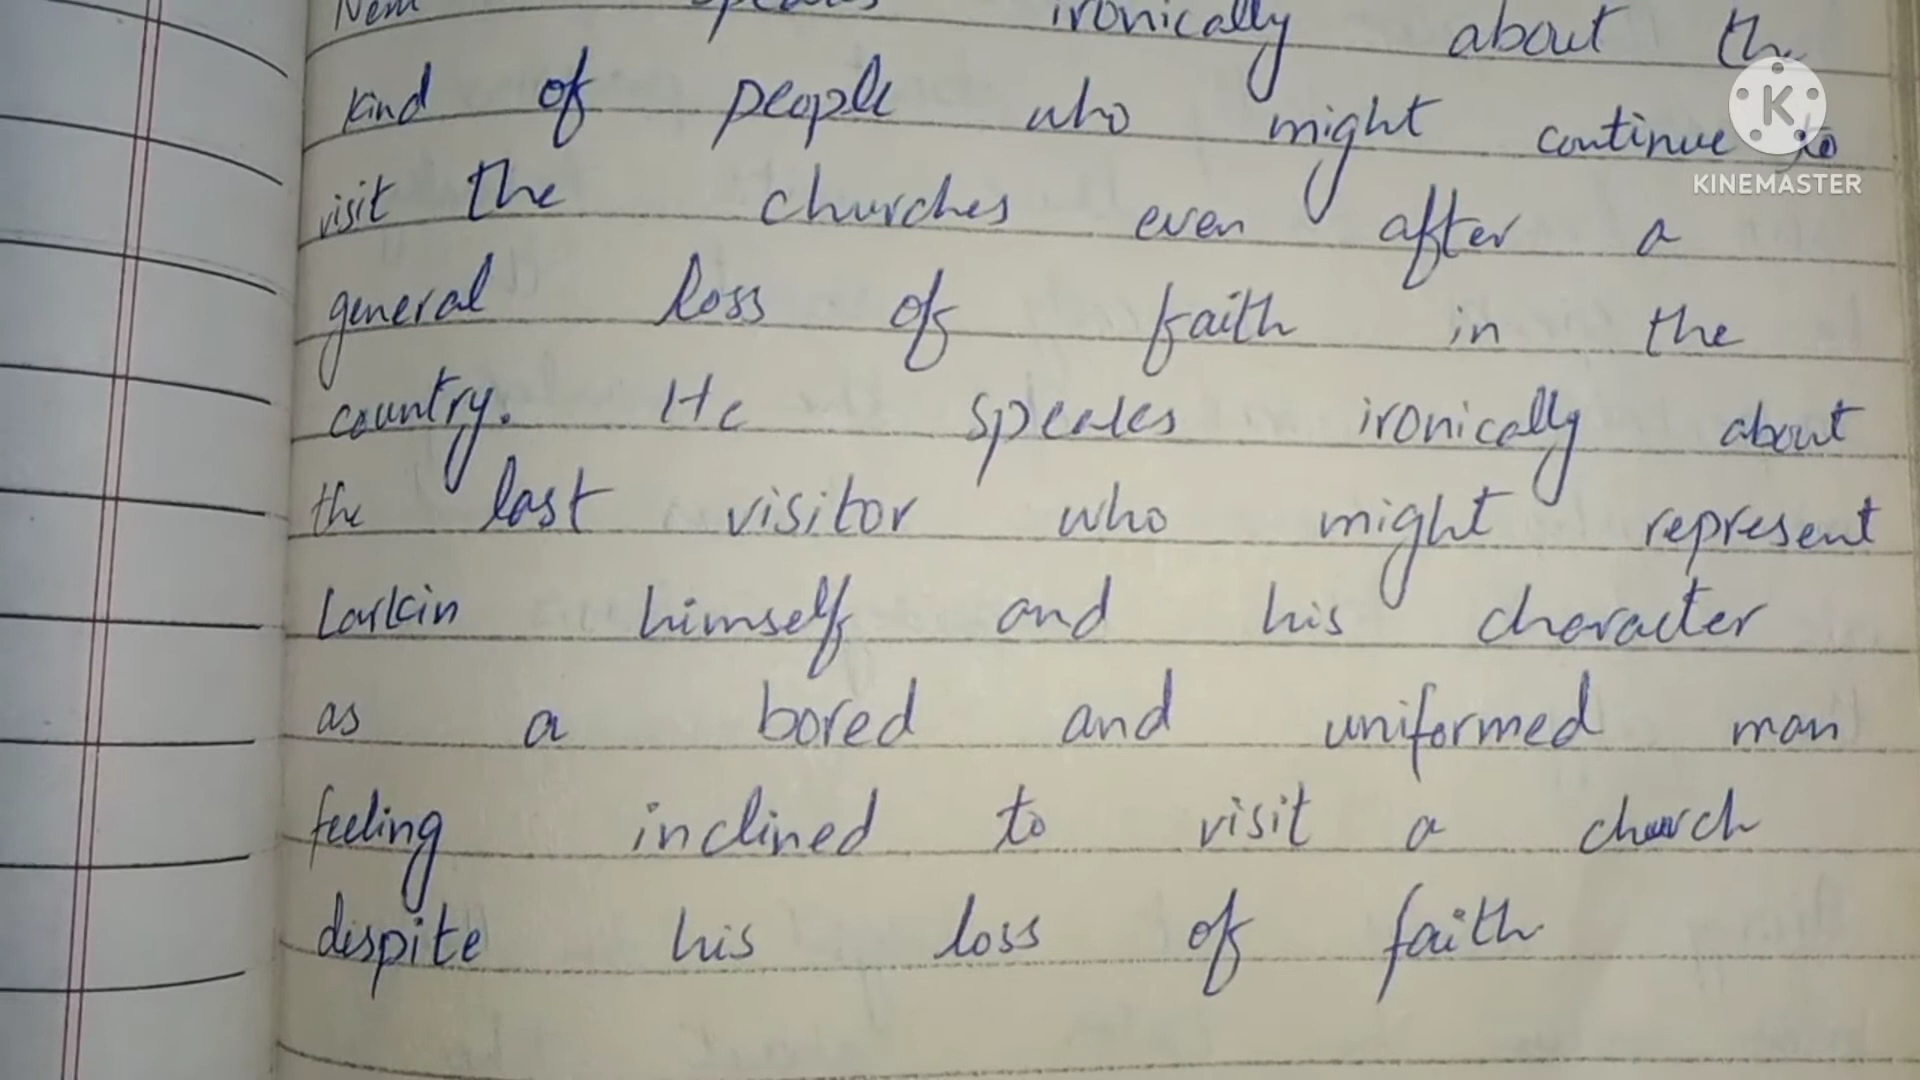 Next speaks ironically about the
kind of people who might continue to
visit the churches even after a
general loss of faith in the
country. He speaks ironically about
the last visitor who might represent
Larkin himself and his character
as a bored and uniformed man
feeling inclined to visit a church
despite his loss of faith
KINEMASTER